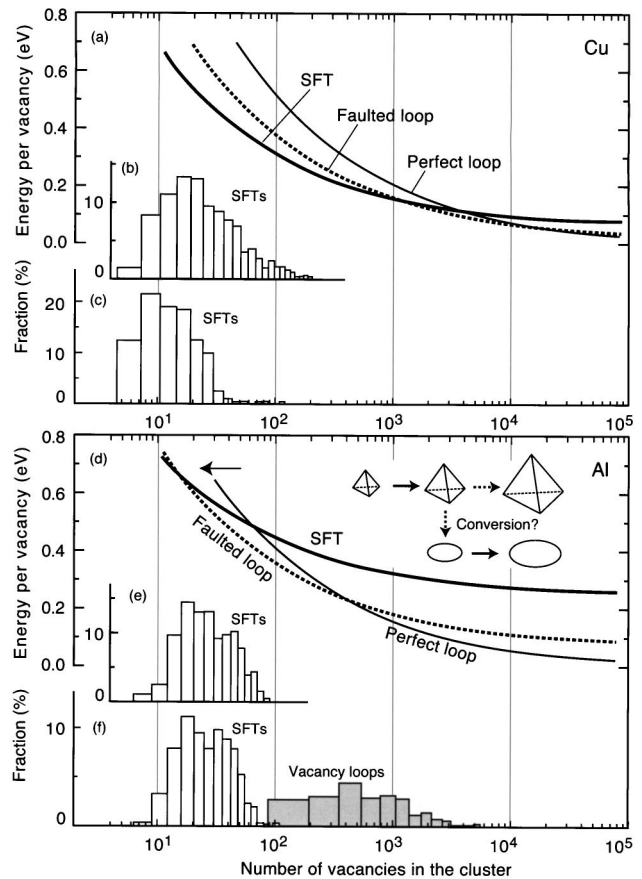 0.8
(a)
Cu
0.6
SFT
0.4
Faulted loop
Perfect loop
0.2
0.0
Energy per vacancy (eV)
(b)
10
SFTs
0
(c)
20
SFTs
10
0
Fraction (%)
10¹ 10² 10³ 10⁴ 10⁵
0.8
(d)
Al
0.6
SFT
Conversion?
0.4
Faulted loop
0.2
Perfect loop
0.0
Energy per vacancy (eV)
(e)
10
SFTs
0
(f)
10
SFTs
Vacancy loops
0
Fraction (%)
10¹ 10² 10³ 10⁴ 10⁵
Number of vacancies in the cluster